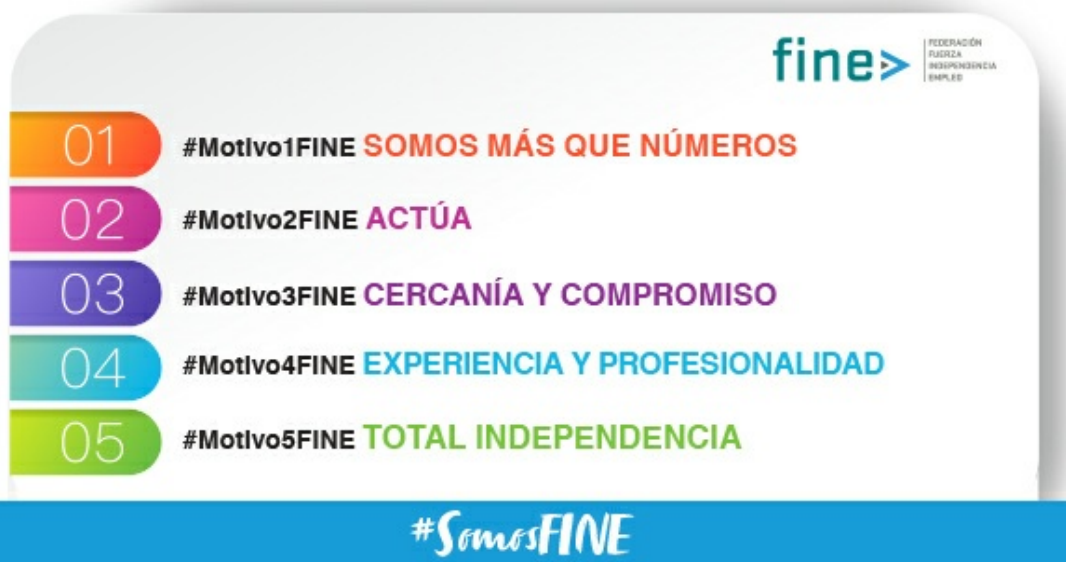 fine
FEDERACIÓN
FUERZA
INDEPENDENCIA
EMPLEO
01
#Motivo1FINE SOMOS MÁS QUE NÚMEROS
02
#Motivo2FINE ACTÚA
03
#Motivo3FINE CERCANÍA Y COMPROMISO
04
#Motivo4FINE EXPERIENCIA Y PROFESIONALIDAD
05
#Motivo5FINE TOTAL INDEPENDENCIA
#SomosFINE